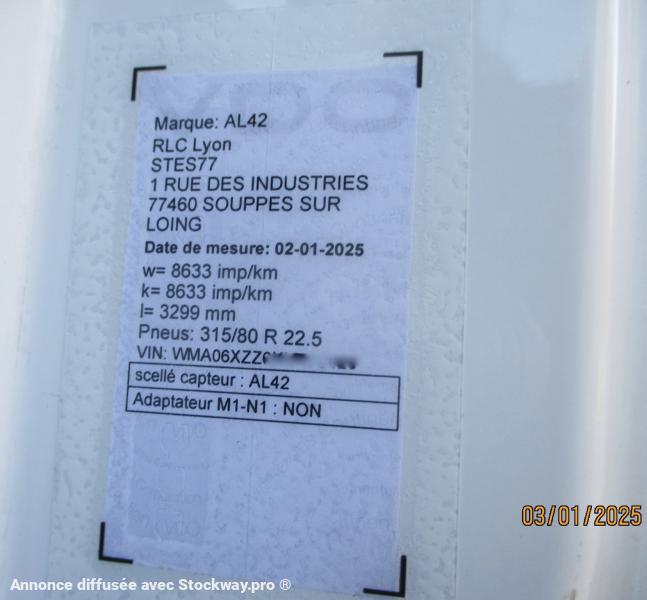 Marque: AL42
RLC Lyon
STES77
1 RUE DES INDUSTRIES
77460 SOUPPES SUR
LOING
Date de mesure: 02-01-2025
w= 8633 imp/km
k= 8633 imp/km
l= 3299 mm
Pneus: 315/80 R 22.5
VIN:
scellé capteur : AL42
Adaptateur M1-N1 : NON
03/01/2025
Annonce diffusée avec Stockway.pro ®